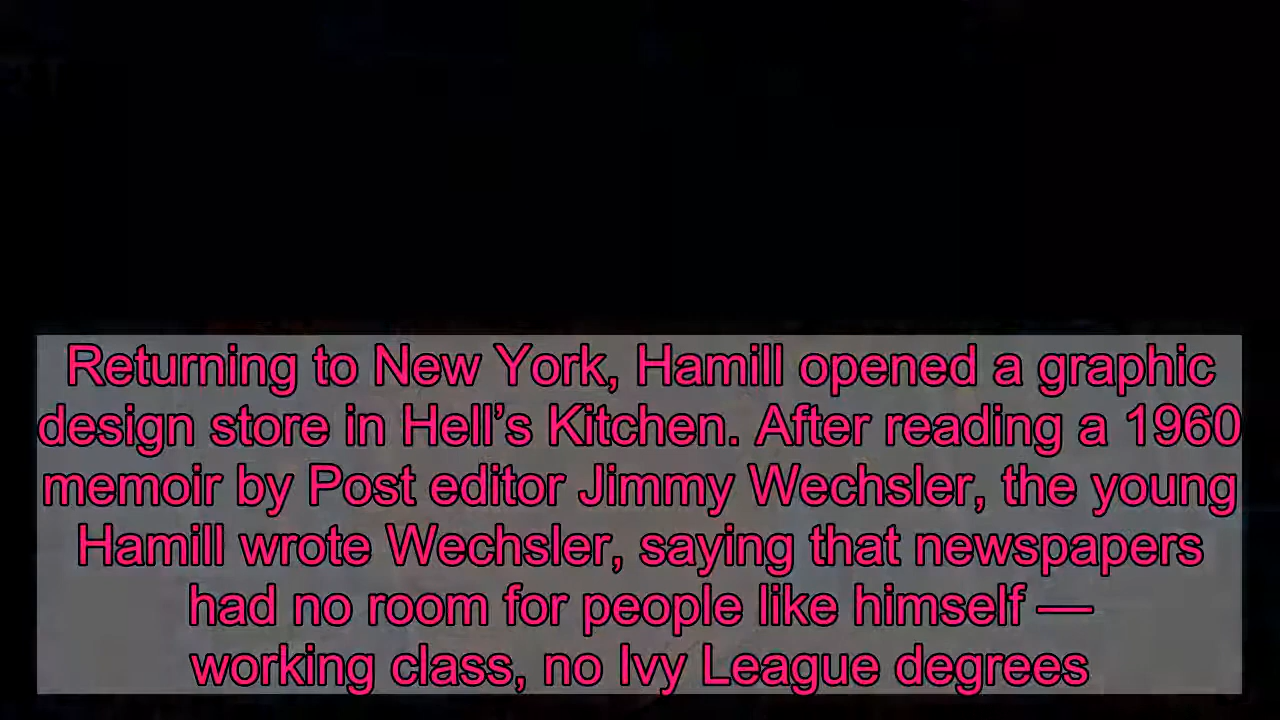 Returning to New York, Hamill opened a graphic
design store in Hell’s Kitchen. After reading a 1960
memoir by Post editor Jimmy Wechsler, the young
Hamill wrote Wechsler, saying that newspapers
had no room for people like himself —
working class, no Ivy League degrees